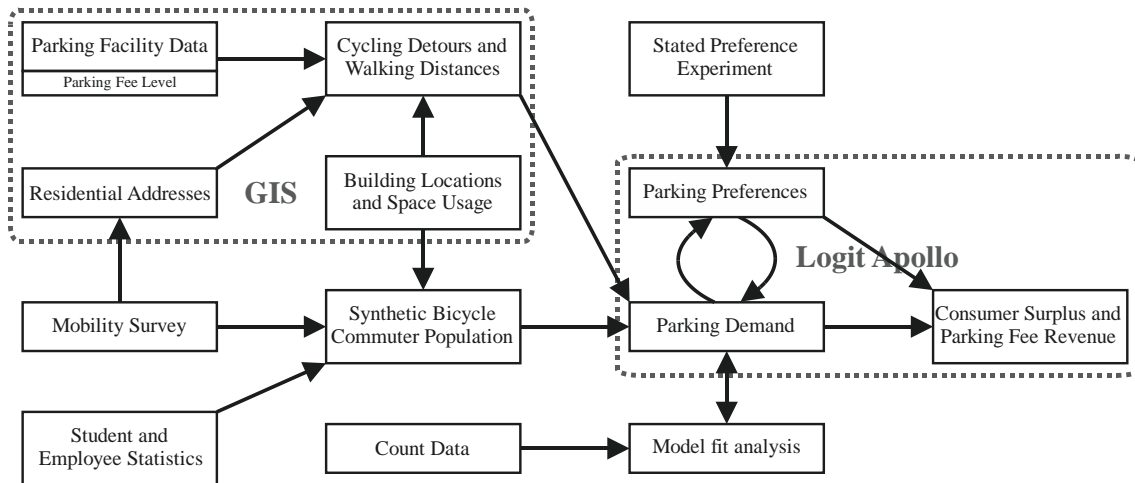 Parking Facility Data
Parking Fee Level
Cycling Detours and
Walking Distances
Stated Preference
Experiment
Residential Addresses
GIS
Building Locations
and Space Usage
Parking Preferences
Logit Apollo
Mobility Survey
Synthetic Bicycle
Commuter Population
Parking Demand
Consumer Surplus and
Parking Fee Revenue
Student and
Employee Statistics
Count Data
Model fit analysis